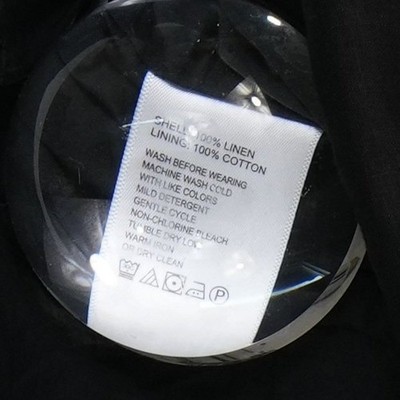 SHELL: 100% LINEN
LINING: 100% COTTON
WASH BEFORE WEARING
MACHINE WASH COLD
WITH LIKE COLORS
MILD DETERGENT
GENTLE CYCLE
NON-CHLORINE BLEACH
TUMBLE DRY LOW
WARM IRON
OR DRY CLEAN
P